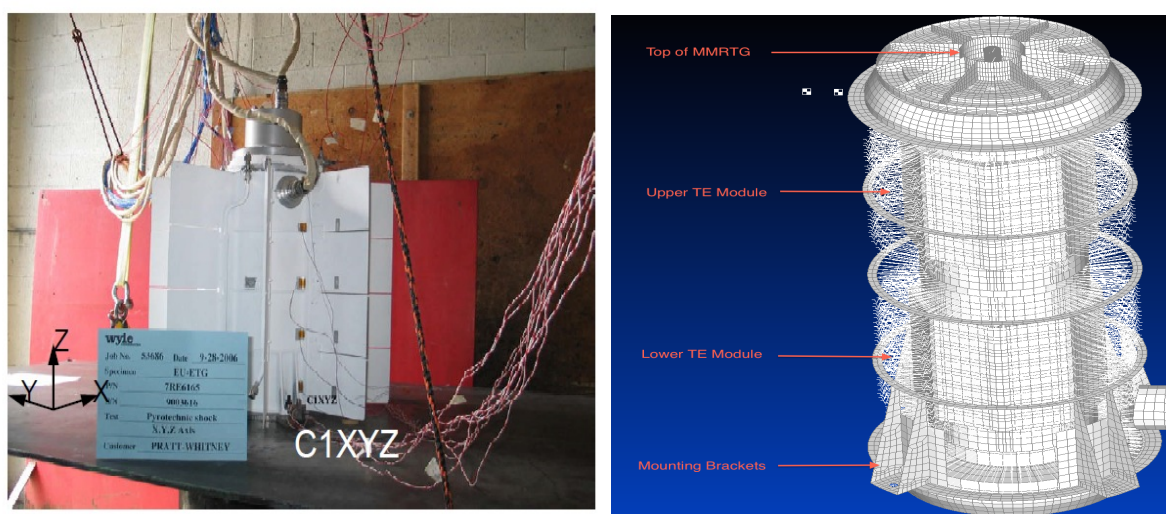 wyle
Job No. 53686 Date 9-28-2006
Specimen EU-ETG
P/N 7RE6165
S/N 9003616
Test Pyrotechnic shock
X.Y.Z Axis
Customer PRATT-WHITNEY
Z
Y
X
C1XYZ
C1XYZ
Top of MMRTG
Upper TE Module
Lower TE Module
Mounting Brackets